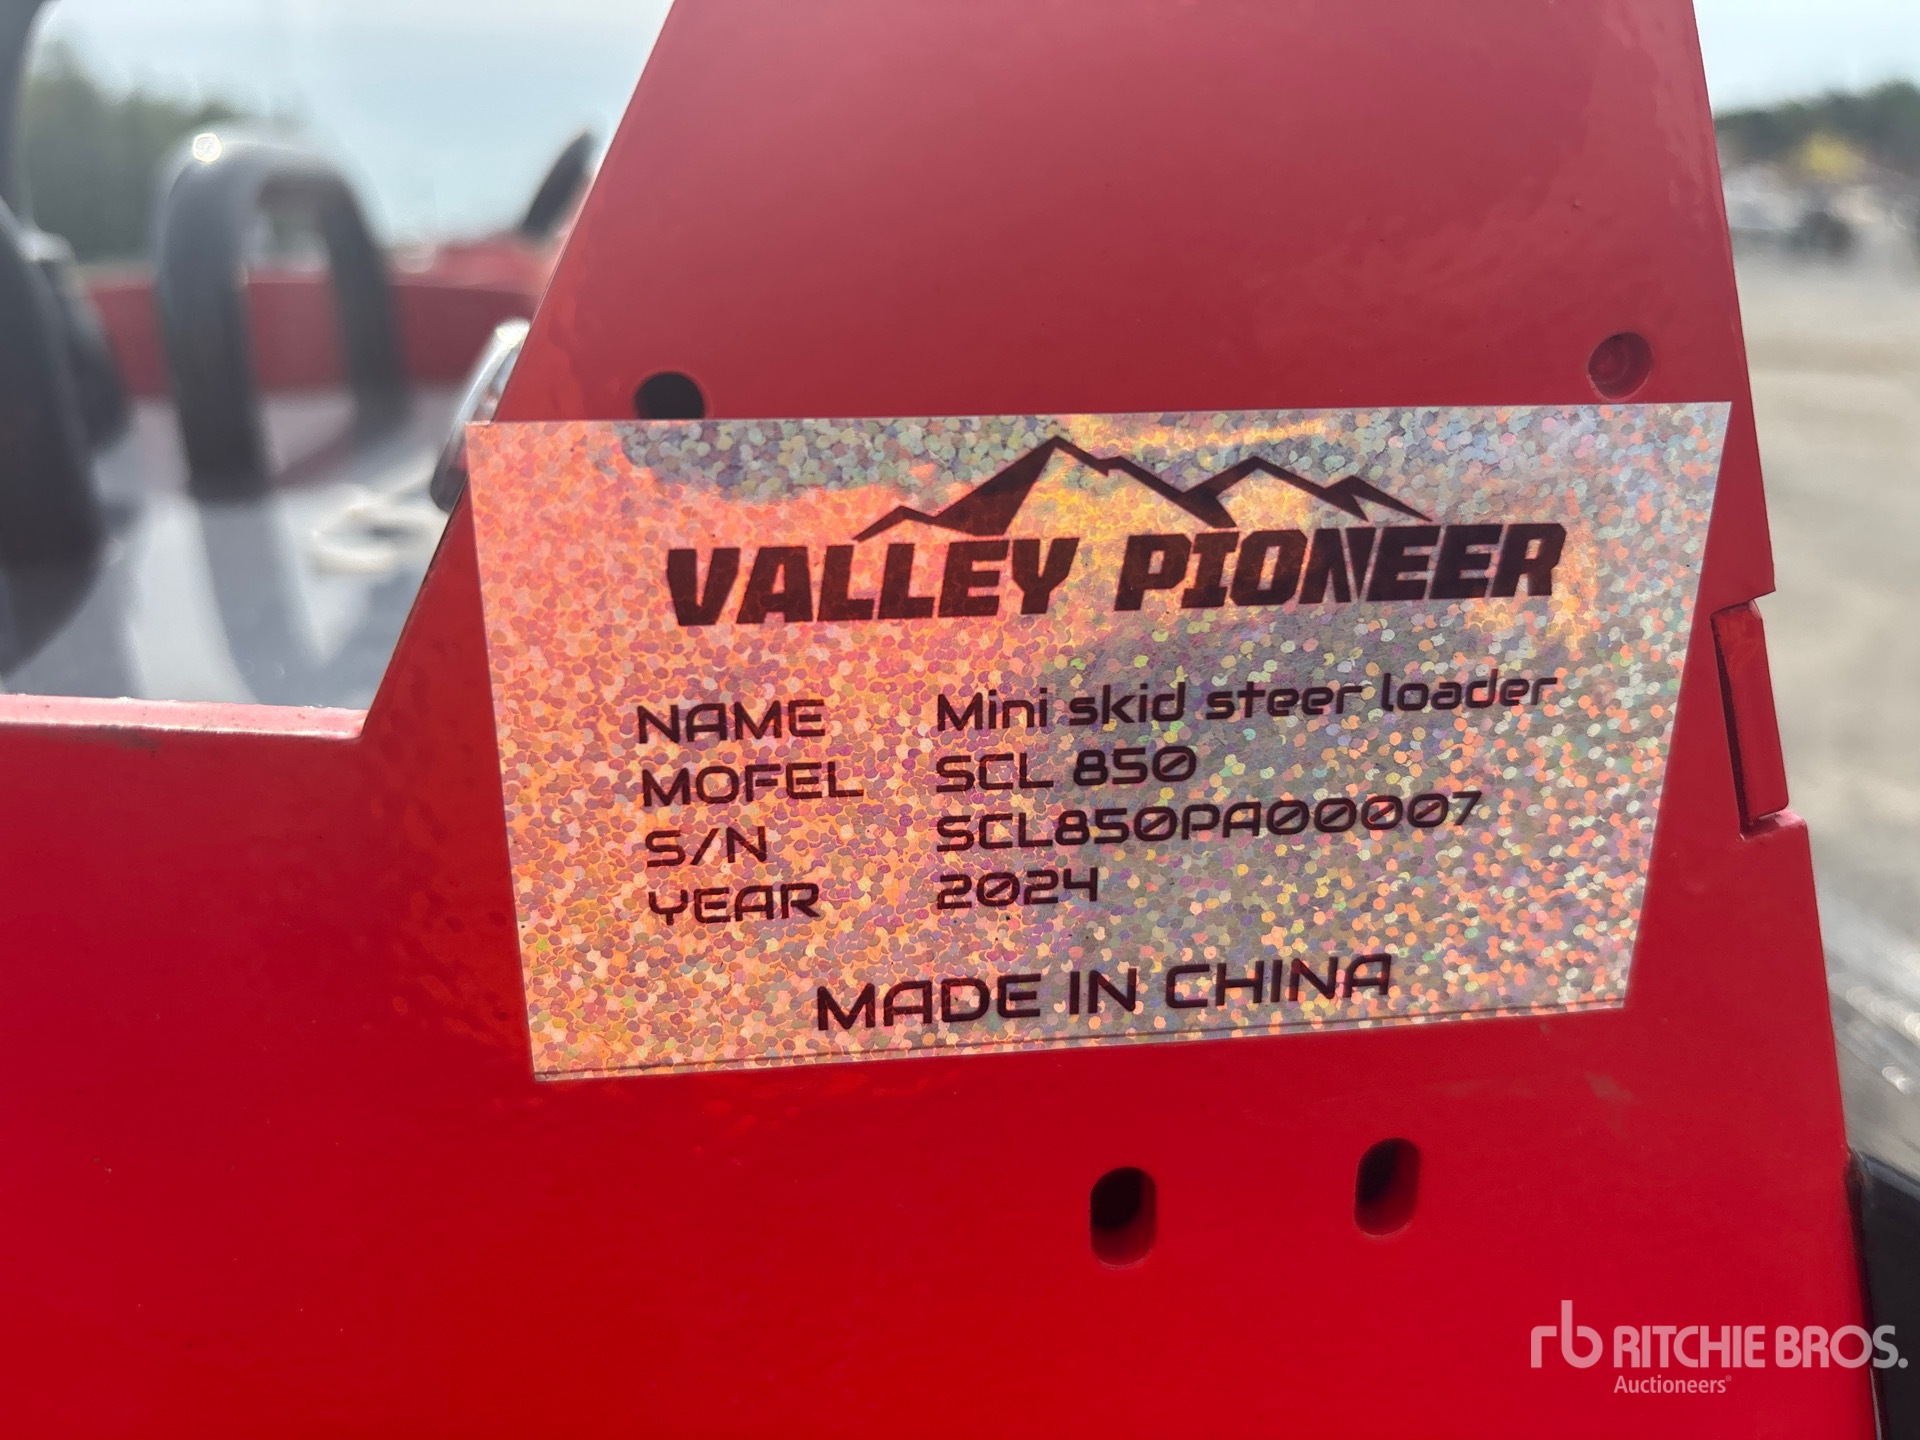 VALLEY PIONEER
NAME Mini skid steer loader
MOFEL SCL 850
S/N SCL850PA00007
YEAR 2024
MADE IN CHINA
rb RITCHIE BROS.
Auctioneers®